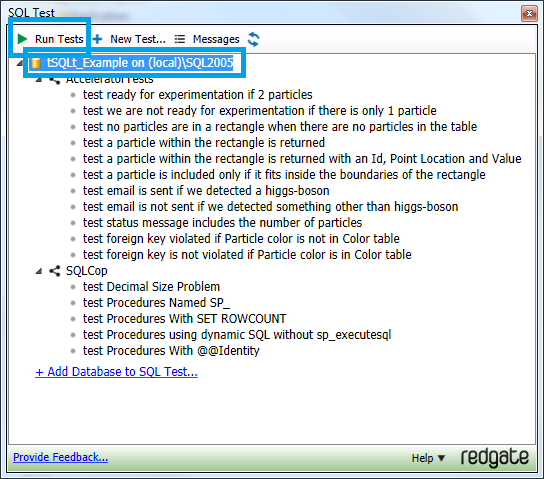 SQL Test
Run Tests New Test... Messages
tSQLt_Example on (local)\SQL2005
AcceleratorTests
test ready for experimentation if 2 particles
test we are not ready for experimentation if there is only 1 particle
test no particles are in a rectangle when there are no particles in the table
test a particle within the rectangle is returned
test a particle within the rectangle is returned with an Id, Point Location and Value
test a particle is included only if it fits inside the boundaries of the rectangle
test email is sent if we detected a higgs-boson
test email is not sent if we detected something other than higgs-boson
test status message includes the number of particles
test foreign key violated if Particle color is not in Color table
test foreign key is not violated if Particle color is in Color table
SQLCop
test Decimal Size Problem
test Procedures Named SP_
test Procedures With SET ROWCOUNT
test Procedures using dynamic SQL without sp_executesql
test Procedures With @@Identity
+ Add Database to SQL Test...
Provide Feedback... Help redgate